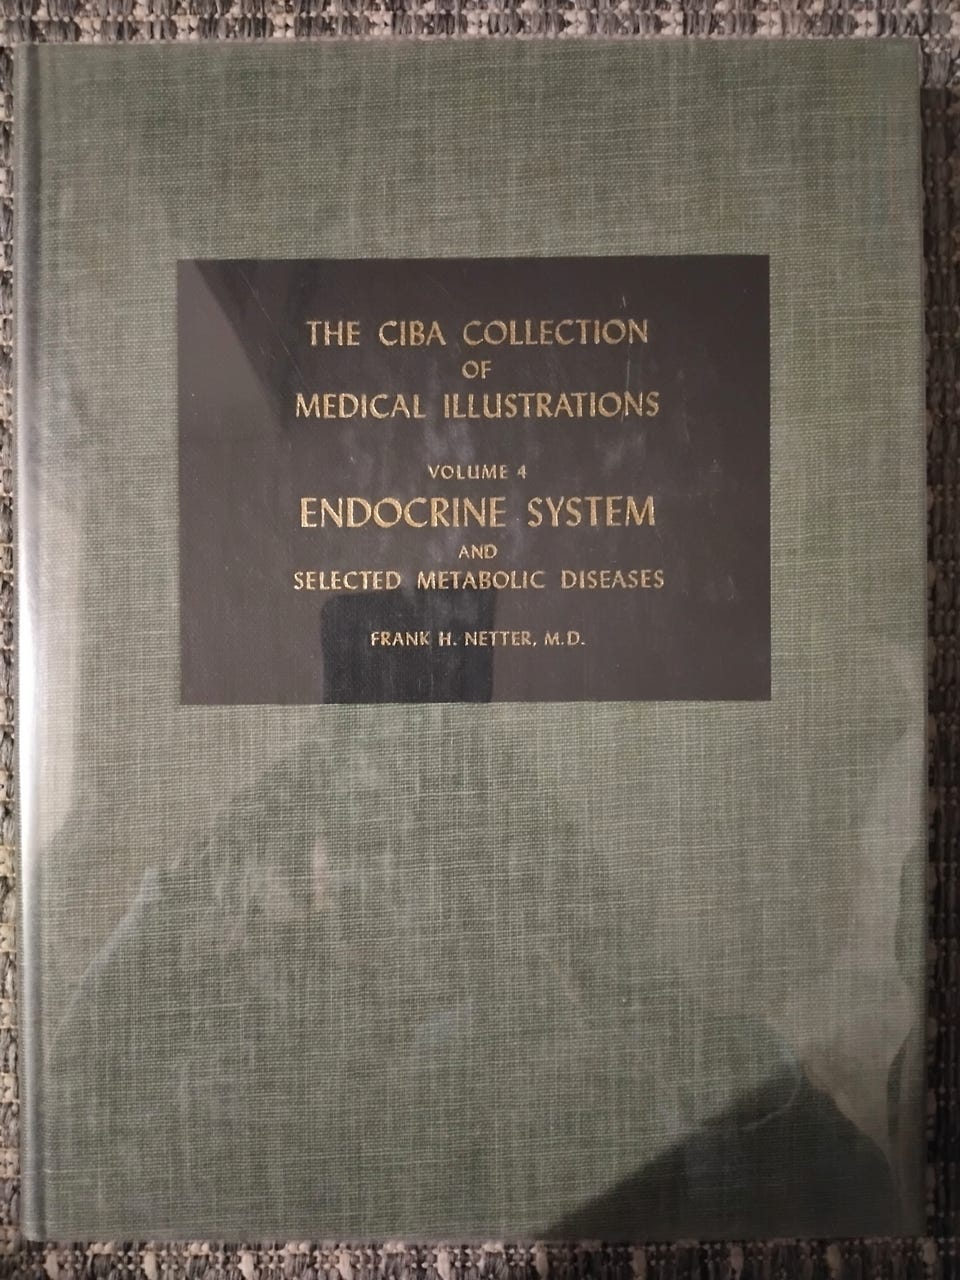 THE CIBA COLLECTION
OF
MEDICAL ILLUSTRATIONS
VOLUME 4
ENDOCRINE SYSTEM
AND
SELECTED METABOLIC DISEASES
FRANK H. NETTER, M.D.